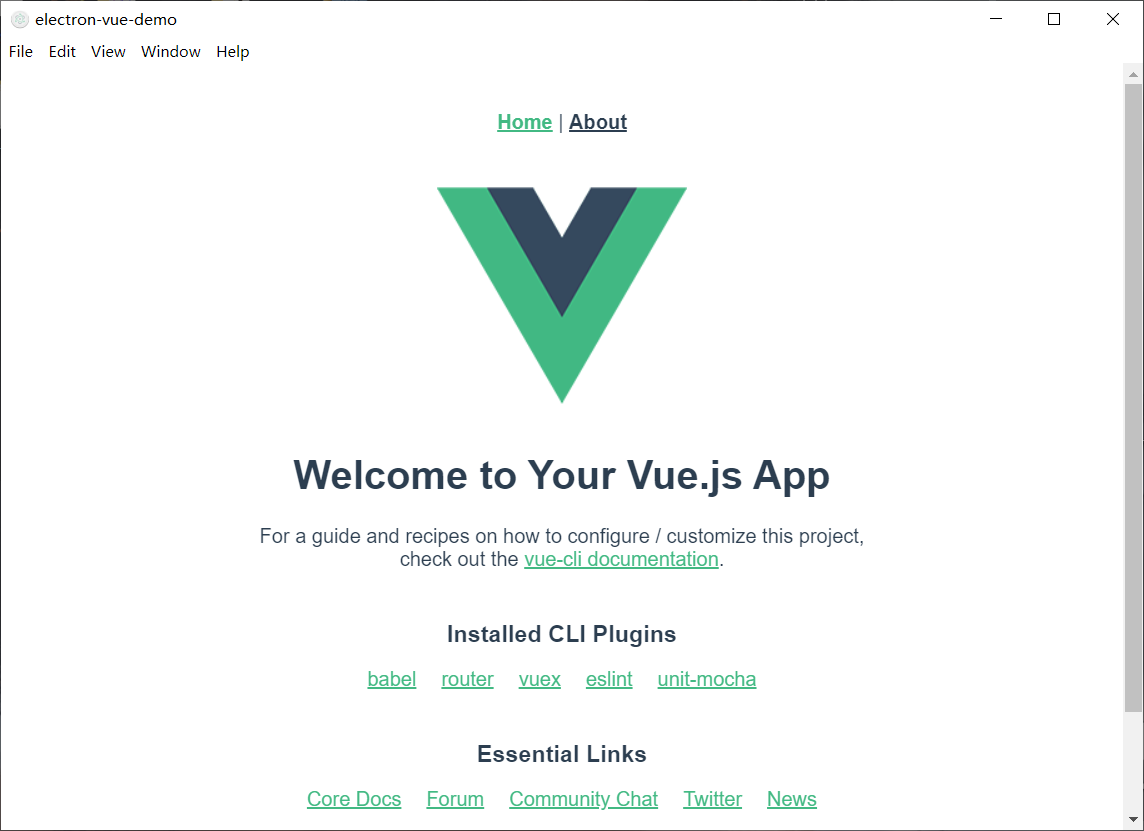 electron-vue-demo
File Edit View Window Help
Home | About
Welcome to Your Vue.js App
For a guide and recipes on how to configure / customize this project,
check out the vue-cli documentation.
Installed CLI Plugins
babel router vuex eslint unit-mocha
Essential Links
Core Docs Forum Community Chat Twitter News